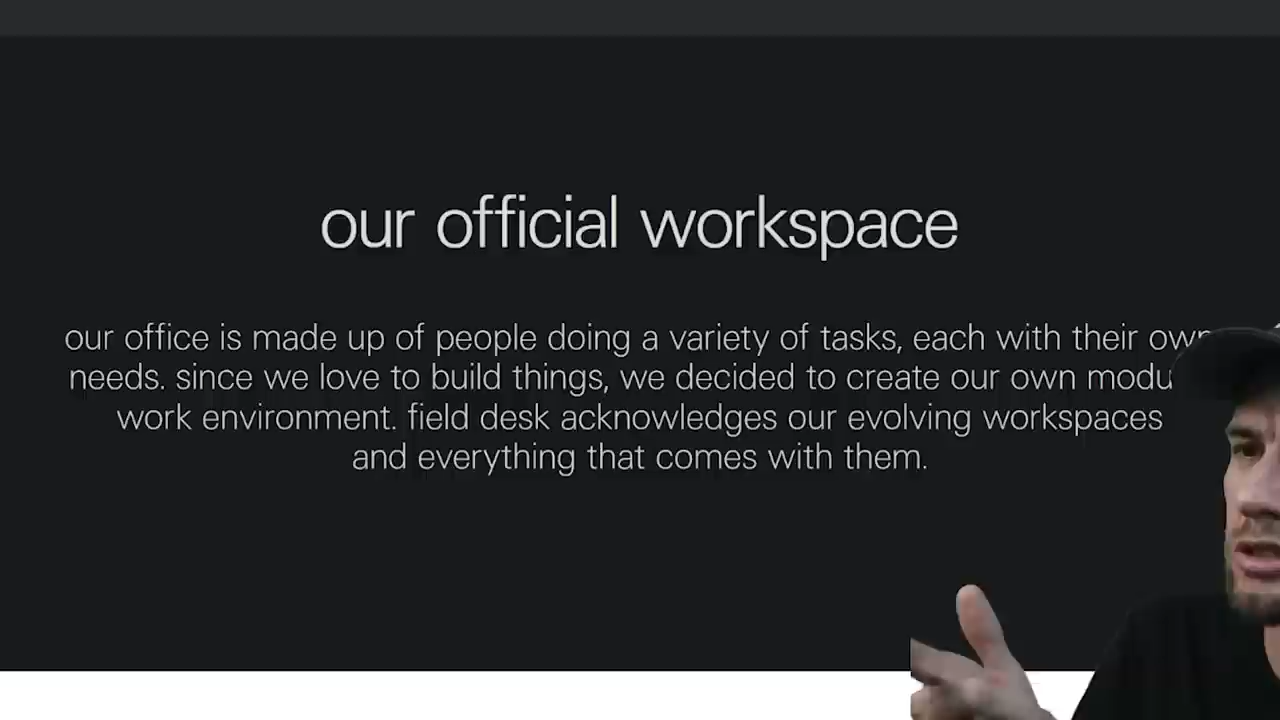 our official workspace
our office is made up of people doing a variety of tasks, each with their own
needs. since we love to build things, we decided to create our own
work environment. field desk acknowledges our evolving workspaces
and everything that comes with them.